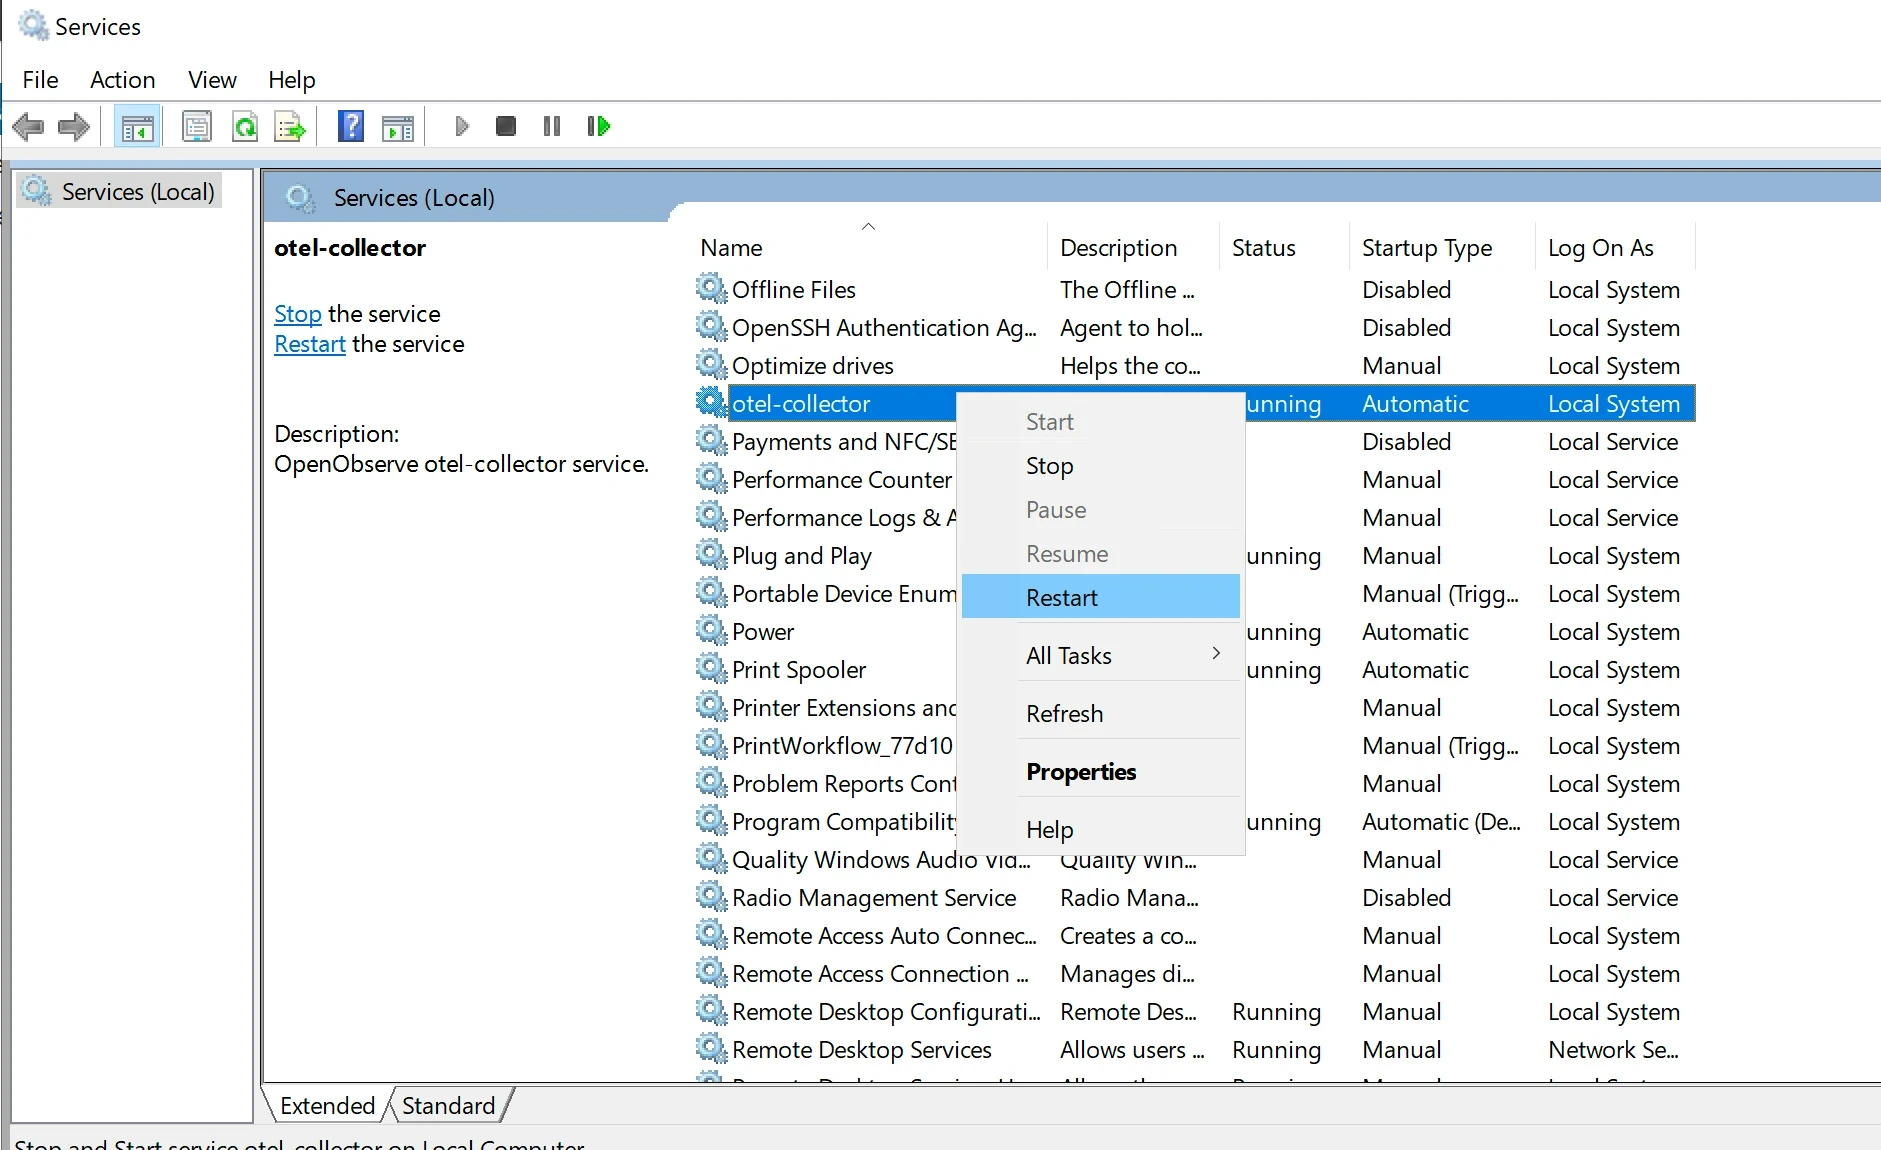 Services
File Action View Help
Services (Local)
Services (Local)
otel-collector
Stop the service
Restart the service
Description:
OpenObserve otel-collector service.
Name Description Status Startup Type Log On As
Offline Files The Offline ... Disabled Local System
OpenSSH Authentication Ag... Agent to hol... Disabled Local System
Optimize drives Helps the co... Manual Local System
otel-collector unning Automatic Local System
Payments and NFC/SE Disabled Local Service
Performance Counter Manual Local Service
Performance Logs & A Manual Local Service
Plug and Play unning Manual Local System
Portable Device Enum Manual (Trigg... Local System
Power unning Automatic Local System
Print Spooler unning Automatic Local System
Printer Extensions and Manual Local System
PrintWorkflow_77d10 Manual (Trigg... Local System
Problem Reports Cont Manual Local System
Program Compatibility unning Automatic (De... Local System
Quality Windows Audio Vid... Quality Win... Manual Local Service
Radio Management Service Radio Mana... Disabled Local Service
Remote Access Auto Connec... Creates a co... Manual Local System
Remote Access Connection ... Manages di... Manual Local System
Remote Desktop Configurati... Remote Des... Running Manual Local System
Remote Desktop Services Allows users ... Running Manual Network Se...
Start
Stop
Pause
Resume
Restart
All Tasks
Refresh
Properties
Help
Extended Standard
Stop and Start service otel-collector on Local Computer